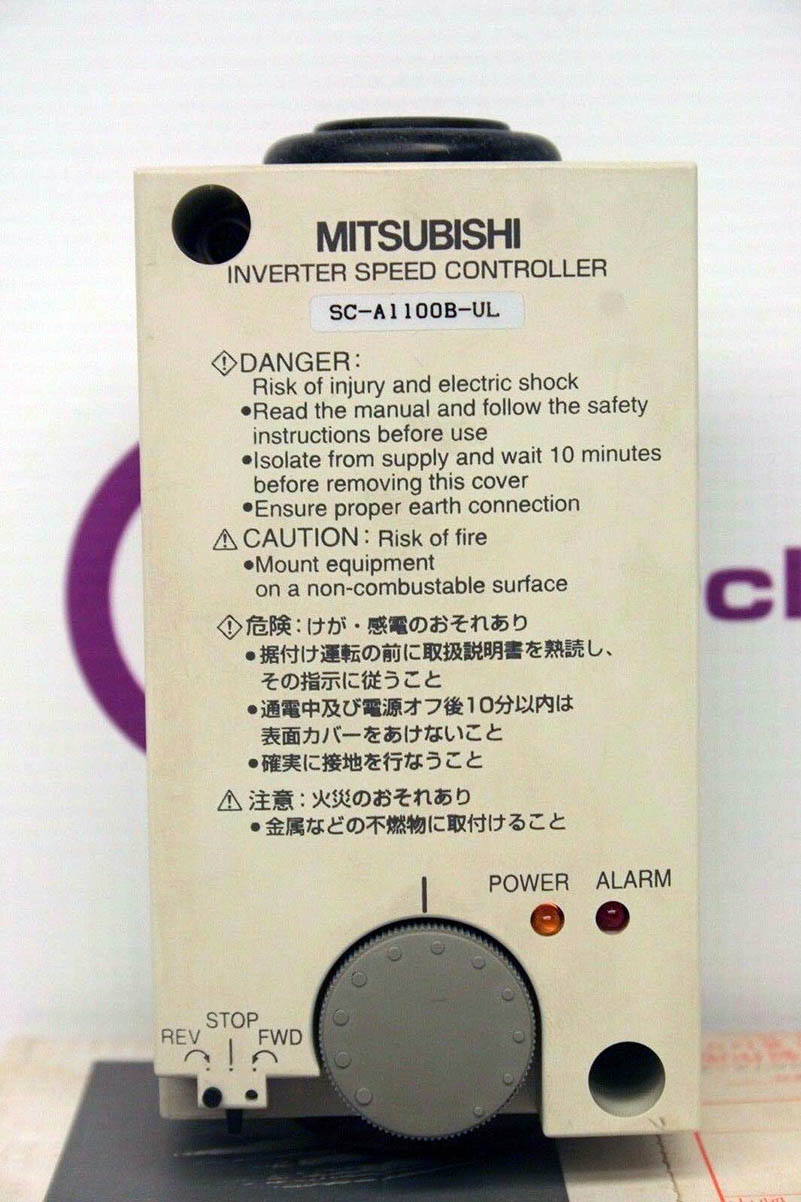 MITSUBISHI
INVERTER SPEED CONTROLLER
SC-A1100B-UL
DANGER:
Risk of injury and electric shock
•Read the manual and follow the safety
instructions before use
•Isolate from supply and wait 10 minutes
before removing this cover
•Ensure proper earth connection
CAUTION: Risk of fire
•Mount equipment
on a non-combustable surface
危険:けが・感電のおそれあり
•据付け運転の前に取扱説明書を熟読し、
その指示に従うこと
•通電中及び電源オフ後10分以内は
表面カバーをあけないこと
•確実に接地を行なうこと
注意:火災のおそれあり
•金属などの不燃物に取付けること
POWER ALARM
STOP
REV FWD